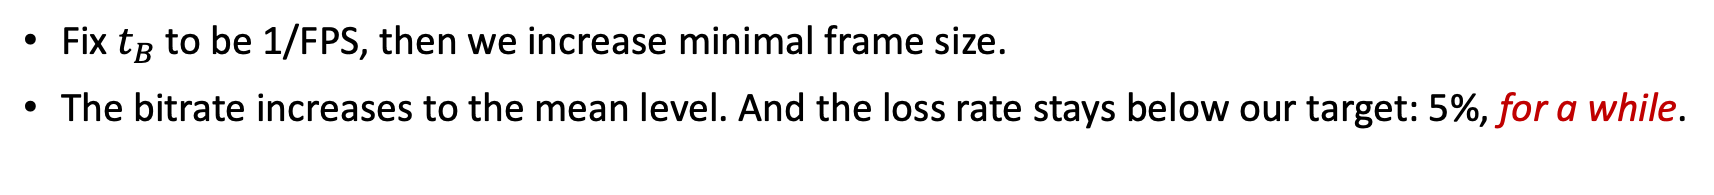 • Fix t_B to be 1/FPS, then we increase minimal frame size.
• The bitrate increases to the mean level. And the loss rate stays below our target: 5%, for a while.